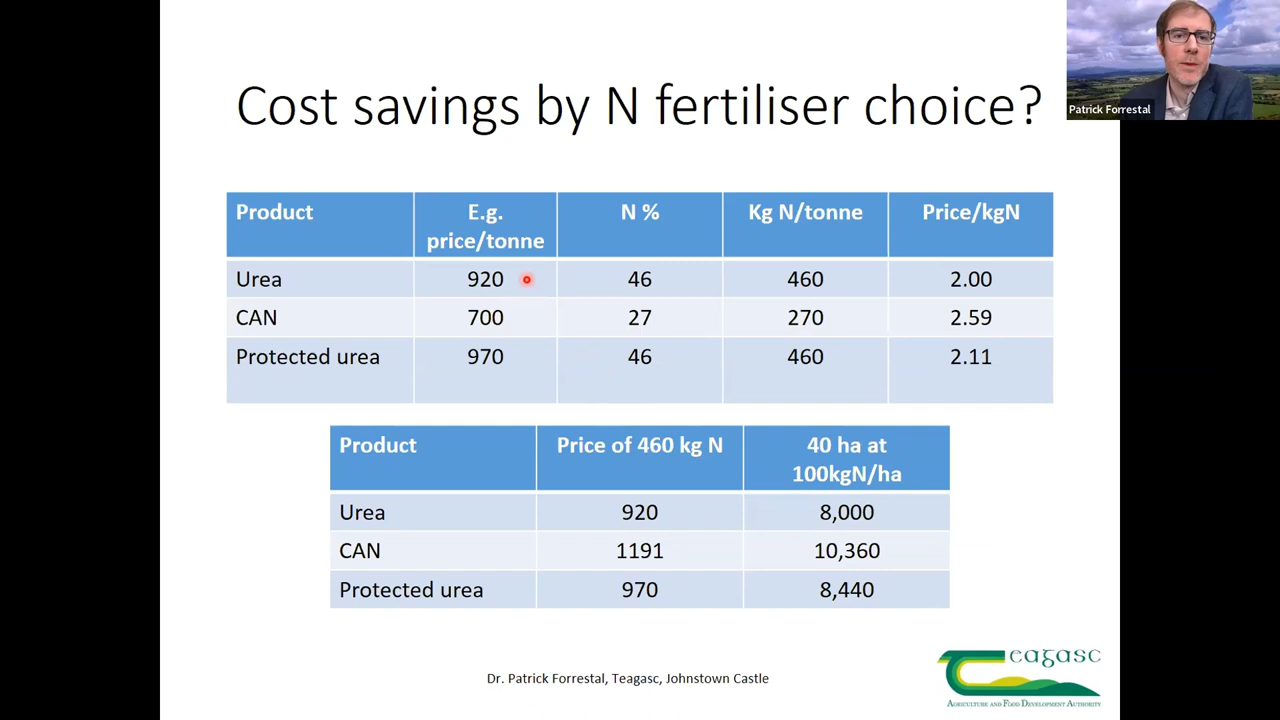 Patrick Forrestal
Cost savings by N fertiliser choice?
Product E.g. price/tonne N % Kg N/tonne Price/kgN
Urea 920 46 460 2.00
CAN 700 27 270 2.59
Protected urea 970 46 460 2.11
Product Price of 460 kg N 40 ha at 100kgN/ha
Urea 920 8,000
CAN 1191 10,360
Protected urea 970 8,440
Dr. Patrick Forrestal, Teagasc, Johnstown Castle
Teagasc
Agriculture and Food Development Authority